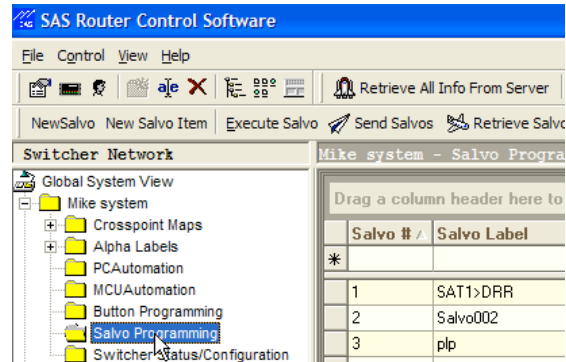 SAS Router Control Software
File Control View Help
Retrieve All Info From Server
NewSalvo New Salvo Item Execute Salvo Send Salvos Retrieve Salvo
Switcher Network
Mike system - Salvo Progra
Global System View
Mike system
Crosspoint Maps
Alpha Labels
PCAutomation
MCUAutomation
Button Programming
Salvo Programming
Switcher Status/Configuration
Drag a column header here to
Salvo # Salvo Label
*
1 SAT1>DRR
2 Salvo002
3 plp